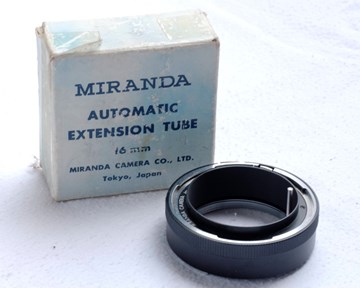 MIRANDA
AUTOMATIC
EXTENSION TUBE
16 mm
MIRANDA CAMERA CO., LTD.
Tokyo, Japan